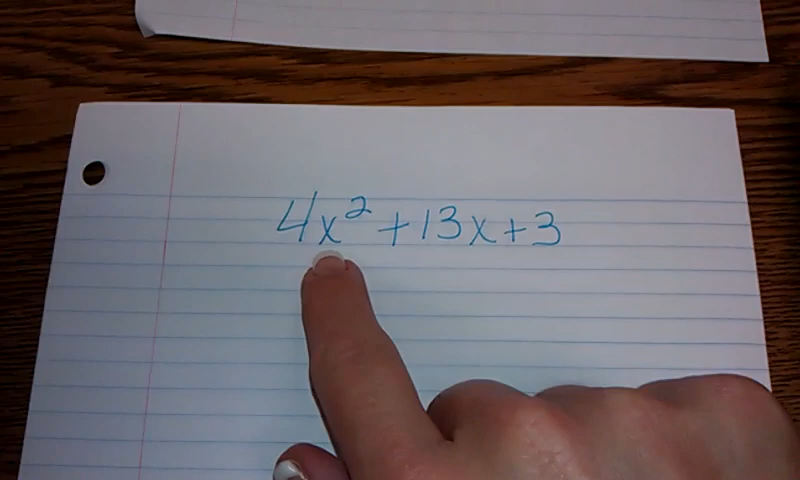 4x² + 13x + 3